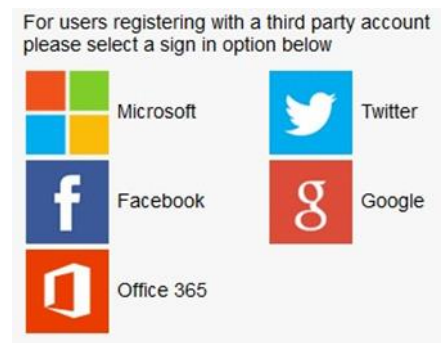 For users registering with a third party account
please select a sign in option below
Microsoft
Twitter
f
Facebook
g
Google
Office 365